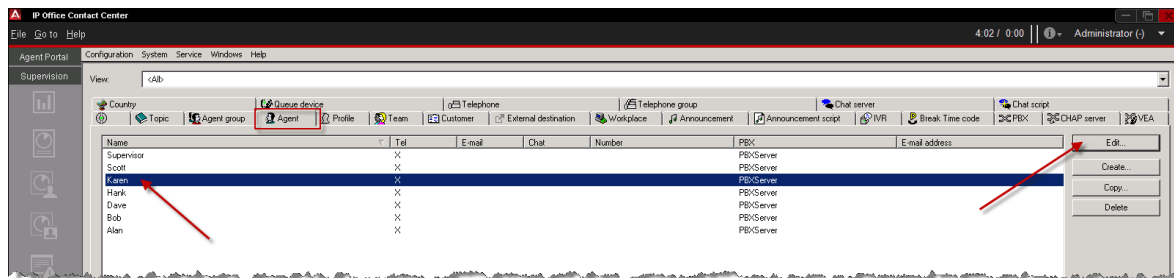 IP Office Contact Center
File Go to Help
4:02 / 0:00 Administrator (-)
Agent Portal
Configuration System Service Windows Help
Supervision
View: <All>
Country Queue device Telephone Telephone group Chat server Chat script
Topic Agent group Agent Profile Team Customer External destination Workplace Announcement Announcement script IVR Break Time code PBX CHAP server VEA
Name Tel E-mail Chat Number PBX E-mail address
Edit...
Supervisor X PBXServer
Scott X PBXServer
Create...
Karen X PBXServer
Copy...
Hank X PBXServer
Dave X PBXServer
Delete
Bob X PBXServer
Alan X PBXServer